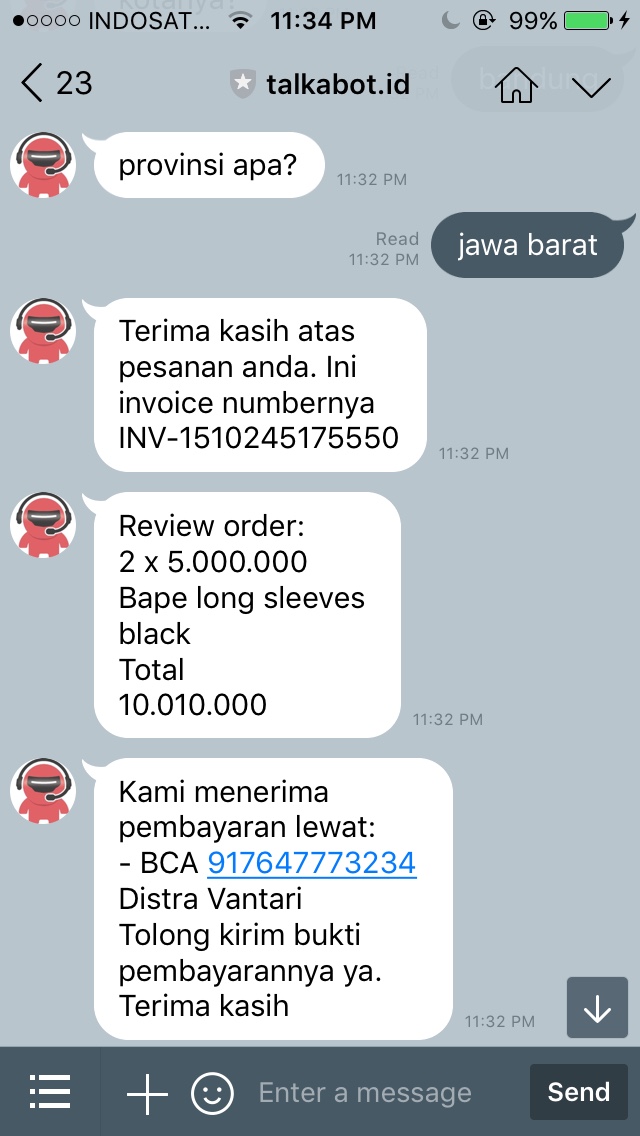 kotanya?
INDOSAT... 11:34 PM 99%
23 talkabot.id
bandung
provinsi apa?
11:32 PM
Read
11:32 PM
jawa barat
Terima kasih atas
pesanan anda. Ini
invoice numbernya
INV-1510245175550
11:32 PM
Review order:
2 x 5.000.000
Bape long sleeves
black
Total
10.010.000
11:32 PM
Kami menerima
pembayaran lewat:
- BCA 917647773234
Distra Vantari
Tolong kirim bukti
pembayarannya ya.
Terima kasih
11:32 PM
Enter a message
Send